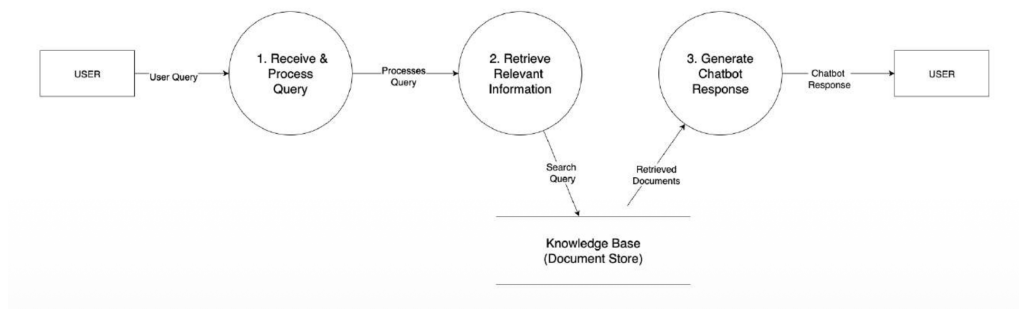 USER
User Query
1. Receive &
Process
Query
Processes
Query
2. Retrieve
Relevant
Information
Search
Query
Knowledge Base
(Document Store)
Retrieved
Documents
3. Generate
Chatbot
Response
Chatbot
Response
USER